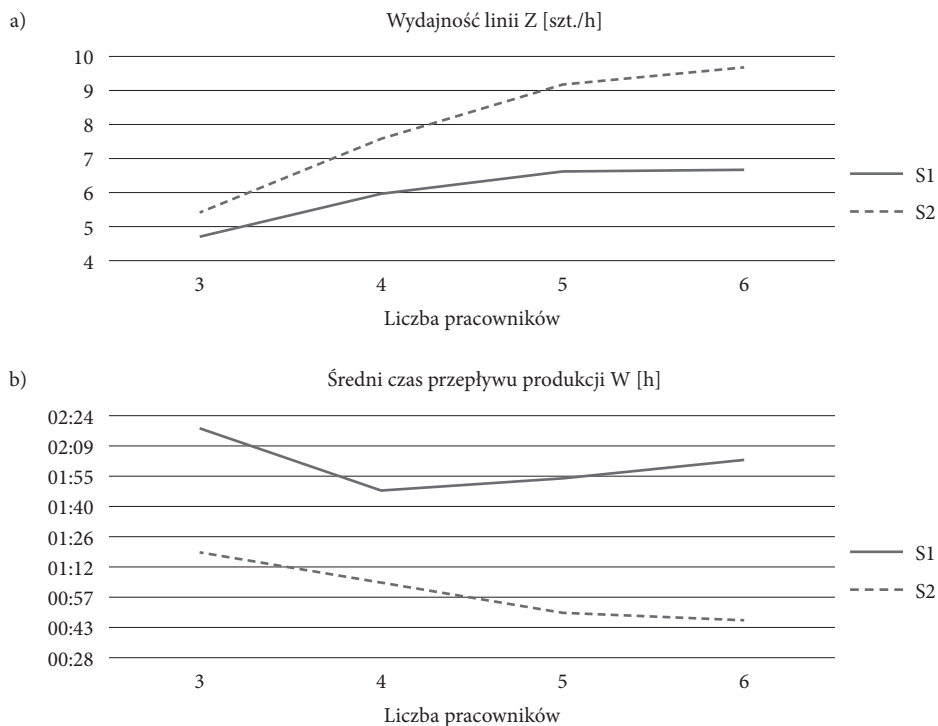 a)
Wydajność linii Z [szt./h]
10
9
8
7
6
5
4
3 4 5 6
Liczba pracowników
S1
S2
b)
Średni czas przepływu produkcji W [h]
02:24
02:09
01:55
01:40
01:26
01:12
00:57
00:43
00:28
3 4 5 6
Liczba pracowników
S1
S2